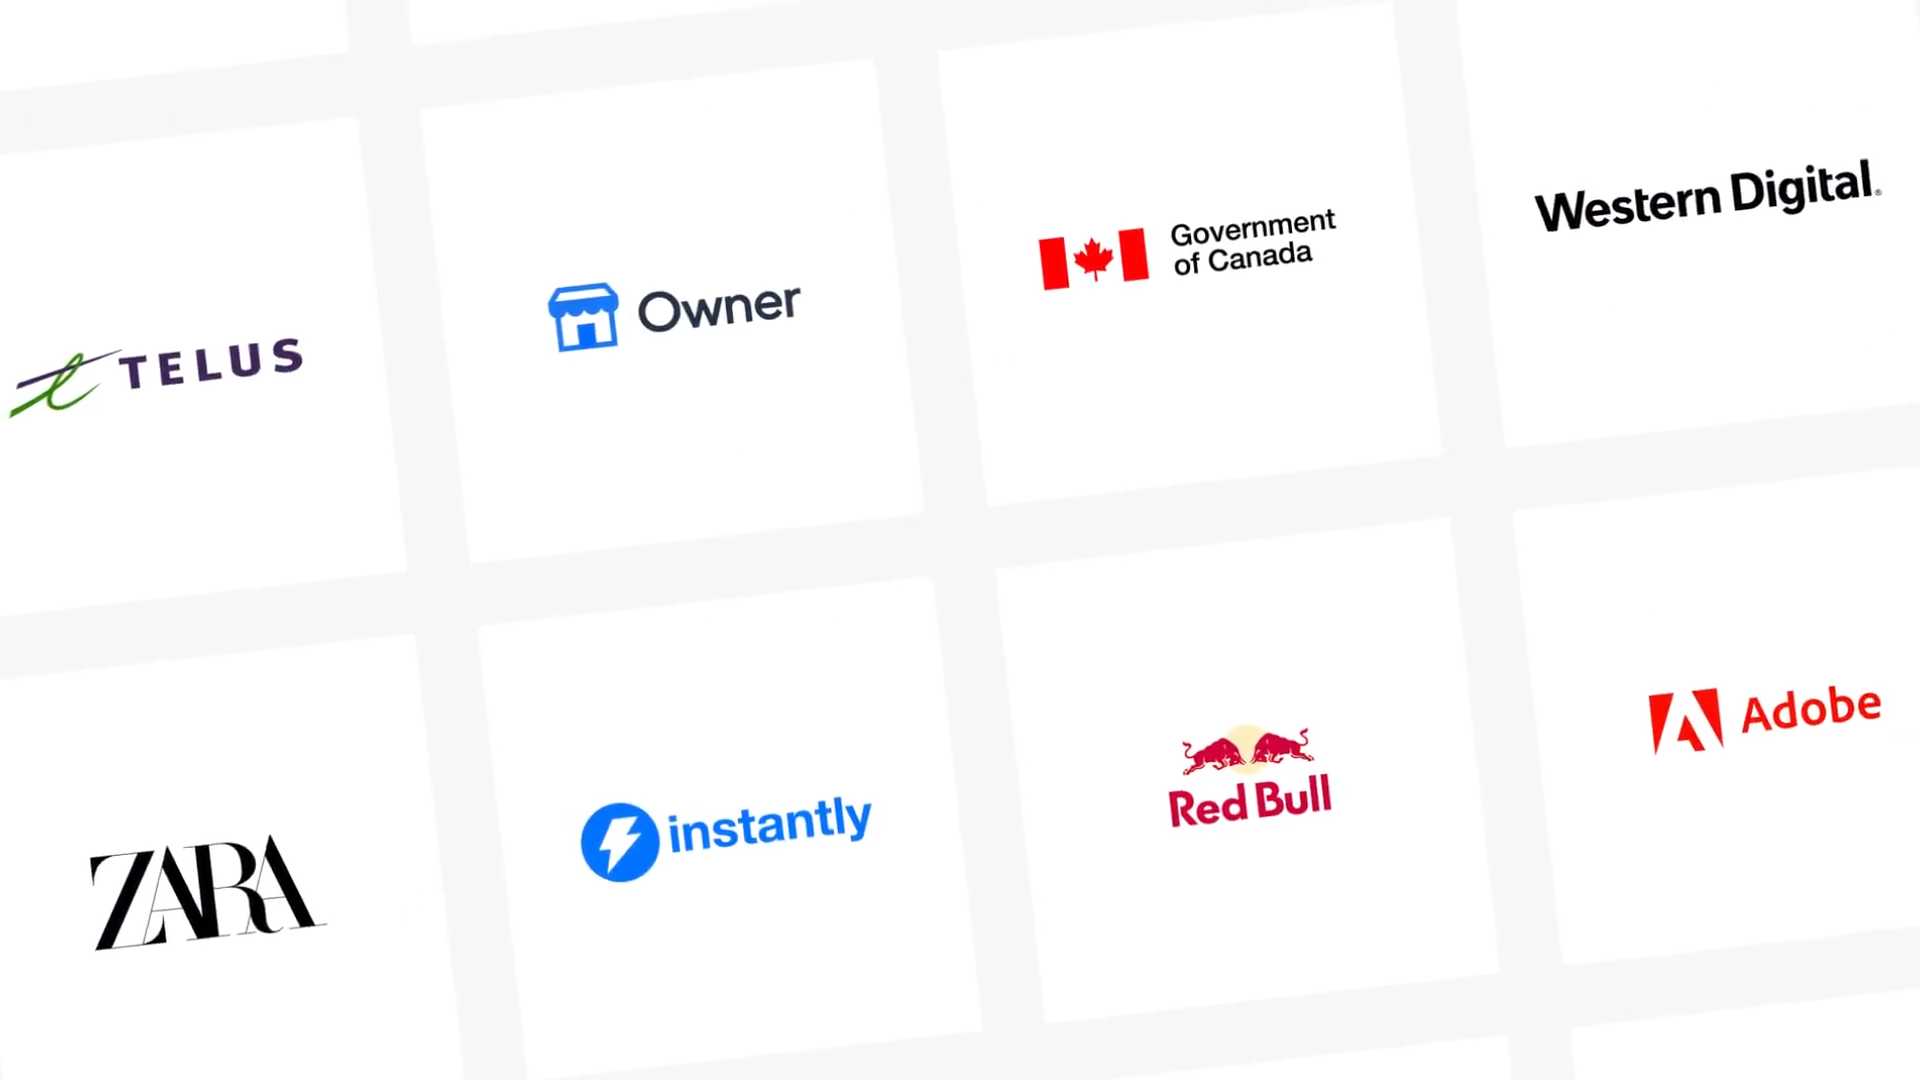 TELUS
Owner
Government
of Canada
Western Digital®
ZARA
instantly
Red Bull
Adobe